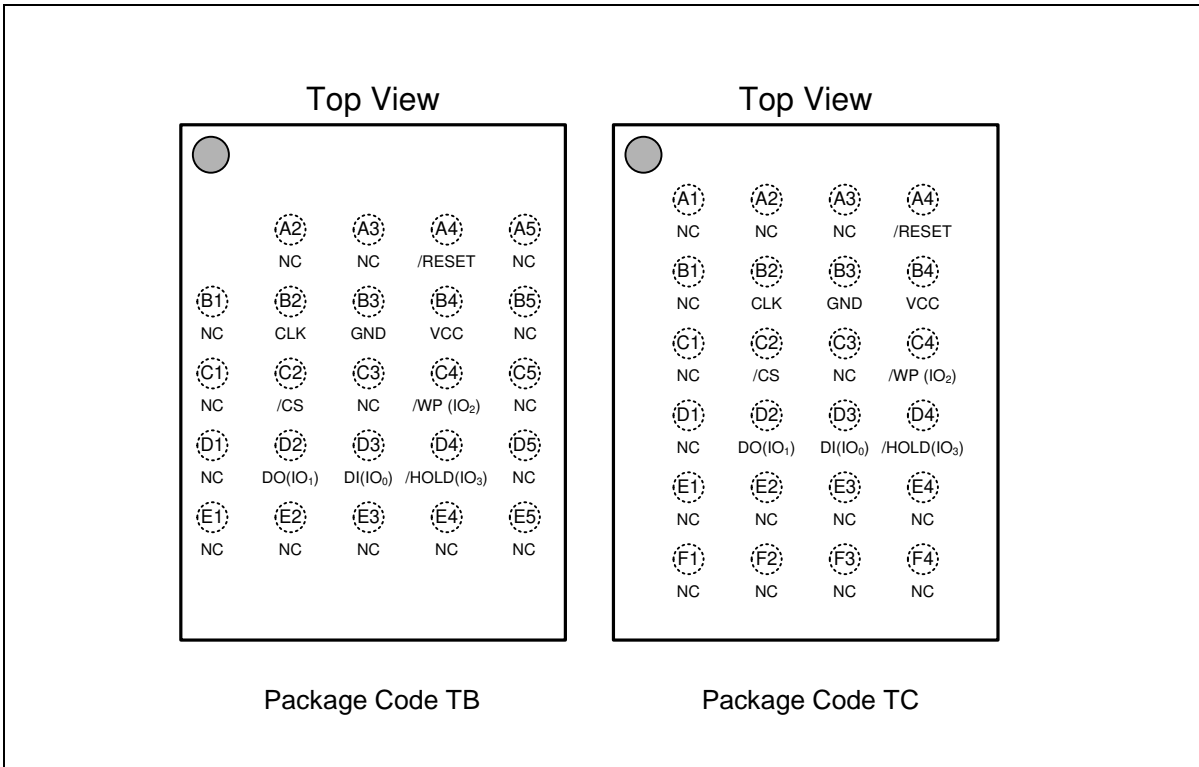 Top View
A2 A3 A4 A5
NC NC /RESET NC
B1 B2 B3 B4 B5
NC CLK GND VCC NC
C1 C2 C3 C4 C5
NC /CS NC /WP (IO₂) NC
D1 D2 D3 D4 D5
NC DO(IO₁) DI(IO₀) /HOLD(IO₃) NC
E1 E2 E3 E4 E5
NC NC NC NC NC
Package Code TB
Top View
A1 A2 A3 A4
NC NC NC /RESET
B1 B2 B3 B4
NC CLK GND VCC
C1 C2 C3 C4
NC /CS NC /WP (IO₂)
D1 D2 D3 D4
NC DO(IO₁) DI(IO₀) /HOLD(IO₃)
E1 E2 E3 E4
NC NC NC NC
F1 F2 F3 F4
NC NC NC NC
Package Code TC